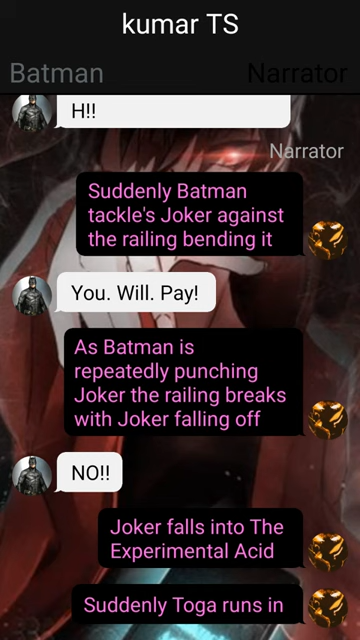 kumar TS
Batman
Narrator
H!!
Narrator
Suddenly Batman
tackle's Joker against
the railing bending it
You. Will. Pay!
As Batman is
repeatedly punching
Joker the railing breaks
with Joker falling off
NO!!
Joker falls into The
Experimental Acid
Suddenly Toga runs in